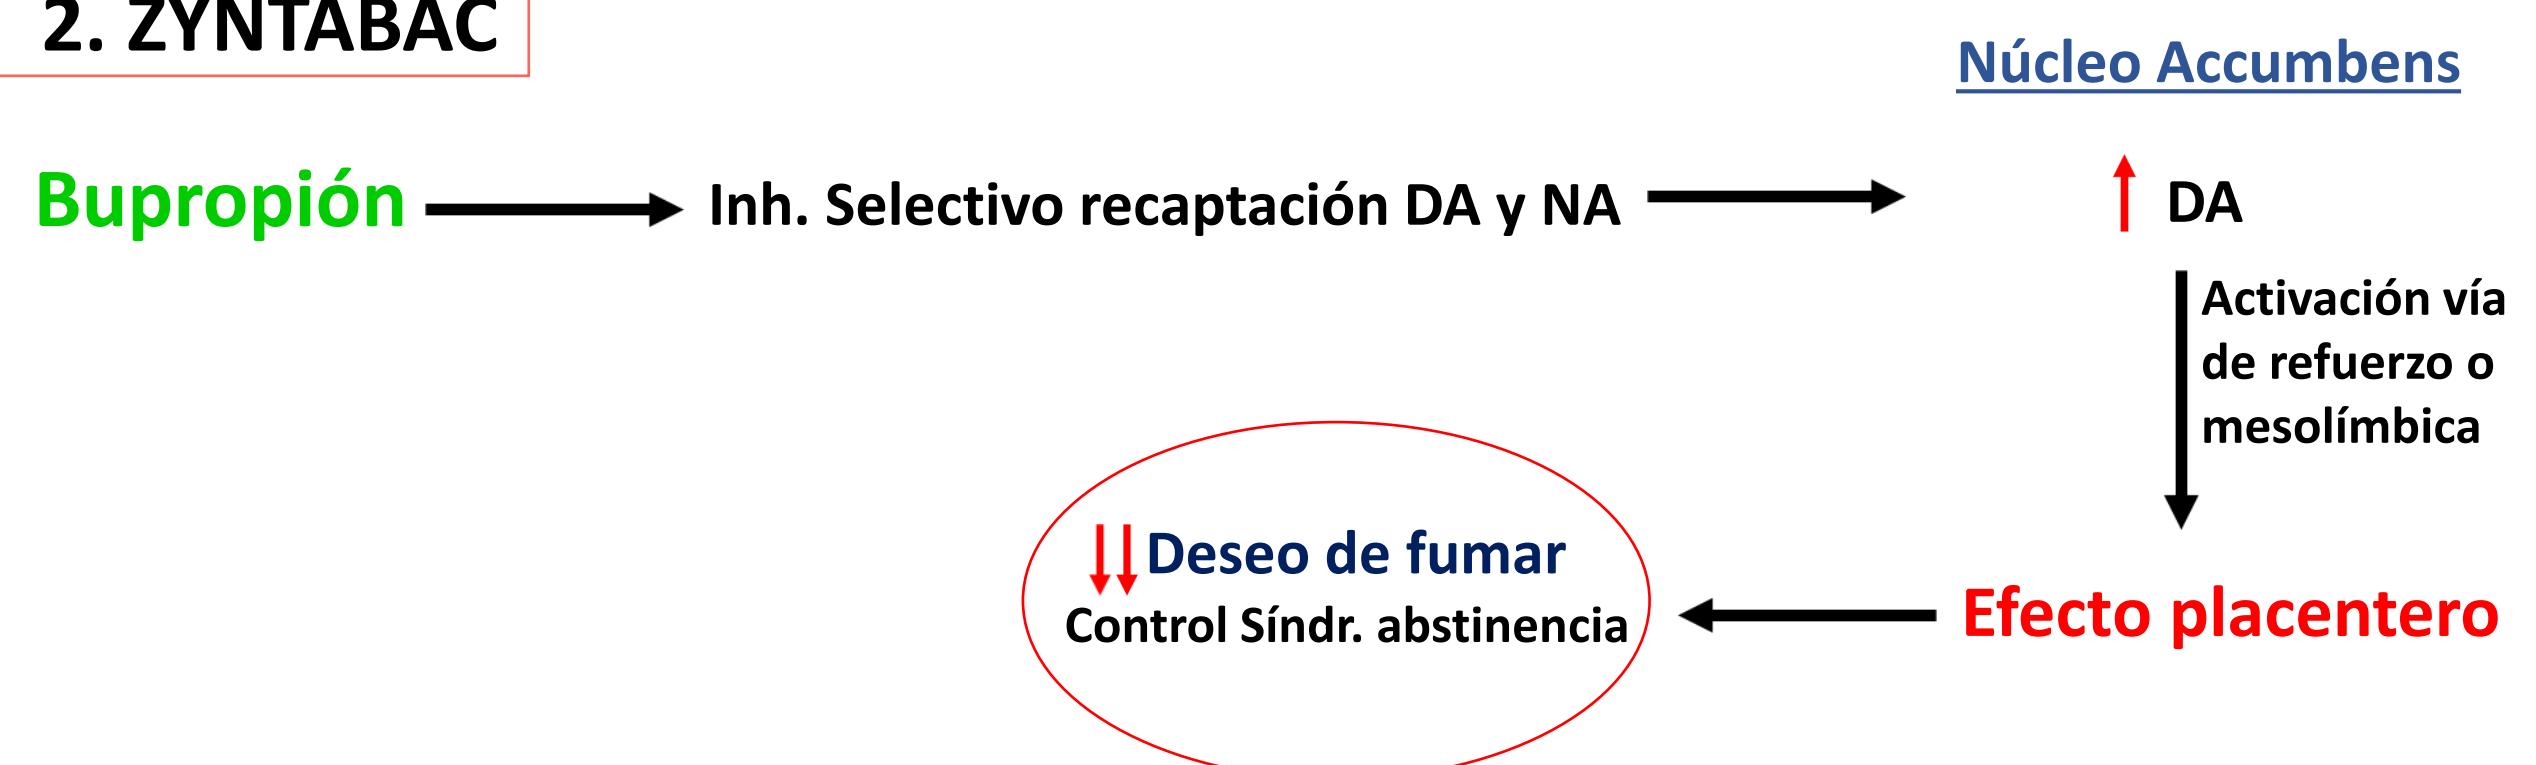 2. ZYNTABAC
Núcleo Accumbens
Bupropión
Inh. Selectivo recaptación DA y NA
DA
Activación vía
de refuerzo o
mesolímbica
Deseo de fumar
Control Síndr. abstinencia
Efecto placentero